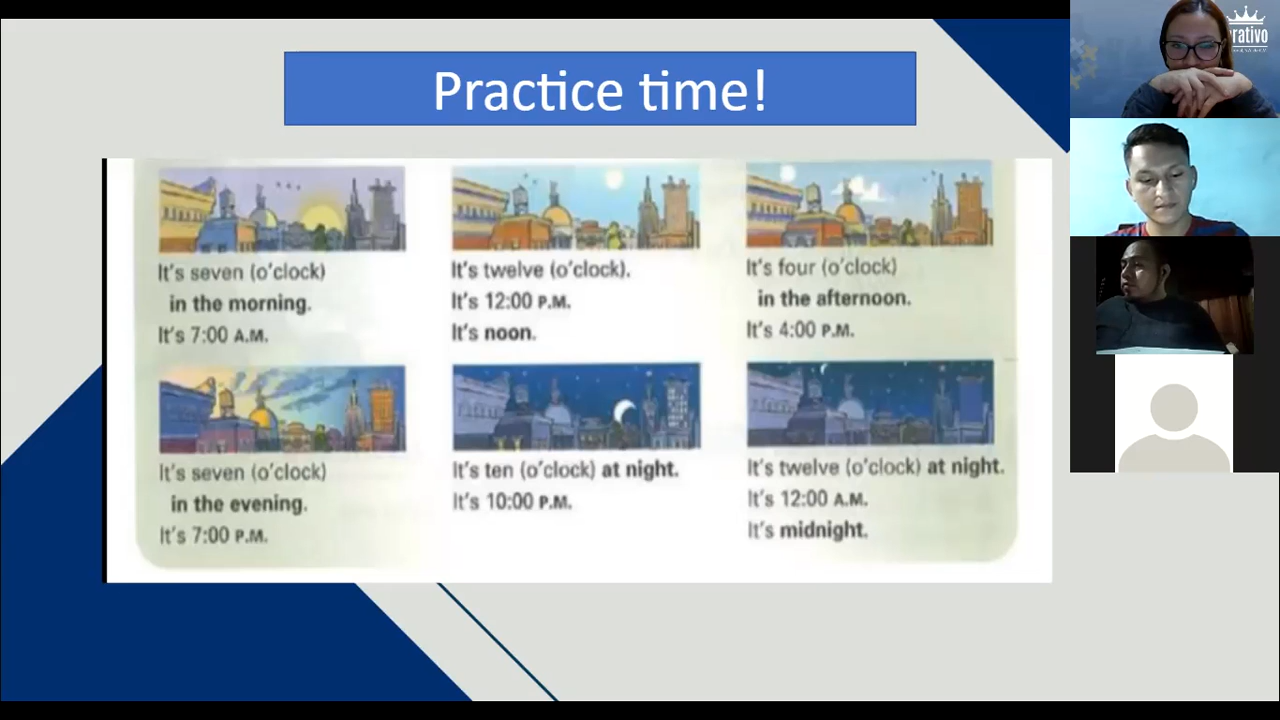 Practice time!
rativo
It's seven (o'clock)
in the morning.
It's 7:00 A.M.
It's twelve (o'clock).
It's 12:00 P.M.
It's noon.
It's four (o'clock)
in the afternoon.
It's 4:00 P.M.
It's seven (o'clock)
in the evening.
It's 7:00 P.M.
It's ten (o'clock) at night.
It's 10:00 P.M.
It's twelve (o'clock) at night.
It's 12:00 A.M.
It's midnight.